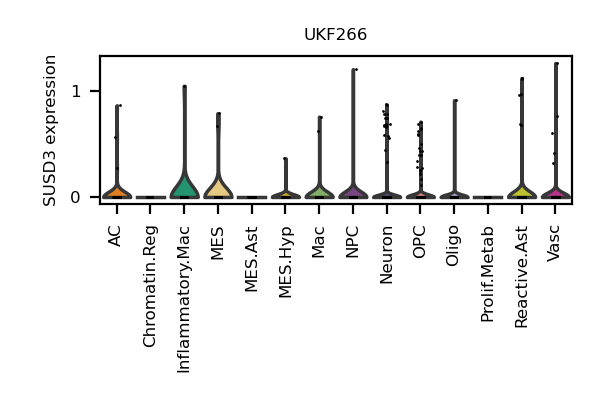 UKF266
SUSD3 expression
1
0
AC
Chromatin.Reg
Inflammatory.Mac
MES
MES.Ast
MES.Hyp
Mac
NPC
Neuron
OPC
Oligo
Prolif.Metab
Reactive.Ast
Vasc